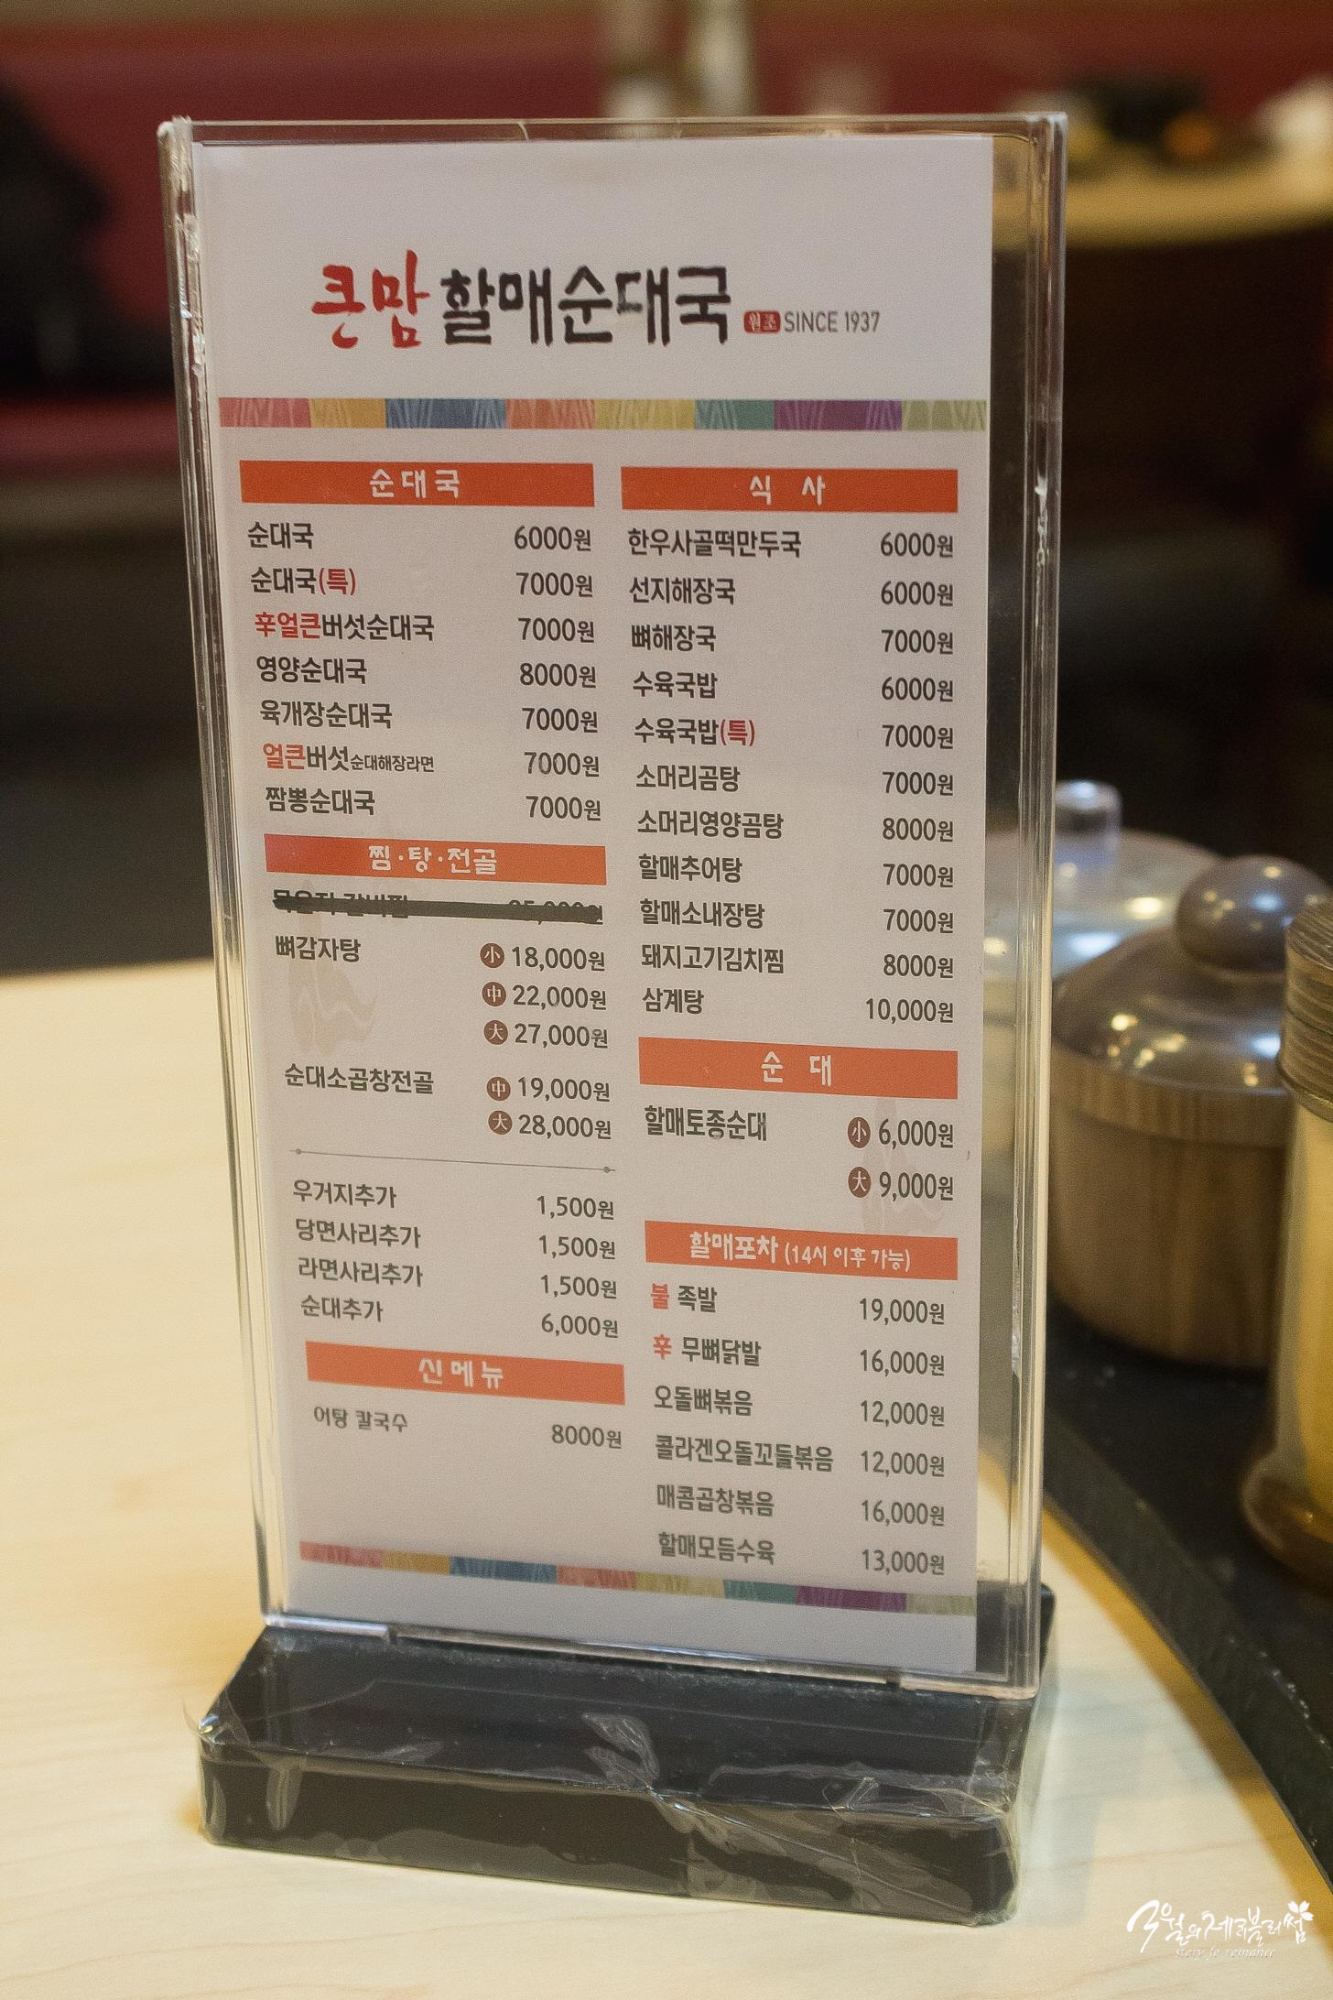 큰맘 할매순대국 원조 SINCE 1937
순대국
순대국 6000원
순대국(특) 7000원
辛얼큰버섯순대국 7000원
영양순대국 8000원
육개장순대국 7000원
얼큰버섯순대해장라면 7000원
짬뽕순대국 7000원
찜·탕·전골
뼈감자탕 小 18,000원
中 22,000원
大 27,000원
순대소곱창전골 中 19,000원
大 28,000원
우거지추가 1,500원
당면사리추가 1,500원
라면사리추가 1,500원
순대추가 6,000원
신메뉴
어탕 칼국수 8000원
식 사
한우사골떡만두국 6000원
선지해장국 6000원
뼈해장국 7000원
수육국밥 6000원
수육국밥(특) 7000원
소머리곰탕 7000원
소머리영양곰탕 8000원
할매추어탕 7000원
할매소내장탕 7000원
돼지고기김치찜 8000원
삼계탕 10,000원
순 대
할매토종순대 小 6,000원
大 9,000원
할매포차 (14시 이후 가능)
불 족발 19,000원
辛 무뼈닭발 16,000원
오돌뼈볶음 12,000원
콜라겐오돌꼬들볶음 12,000원
매콤곱창볶음 16,000원
할매모듬수육 13,000원